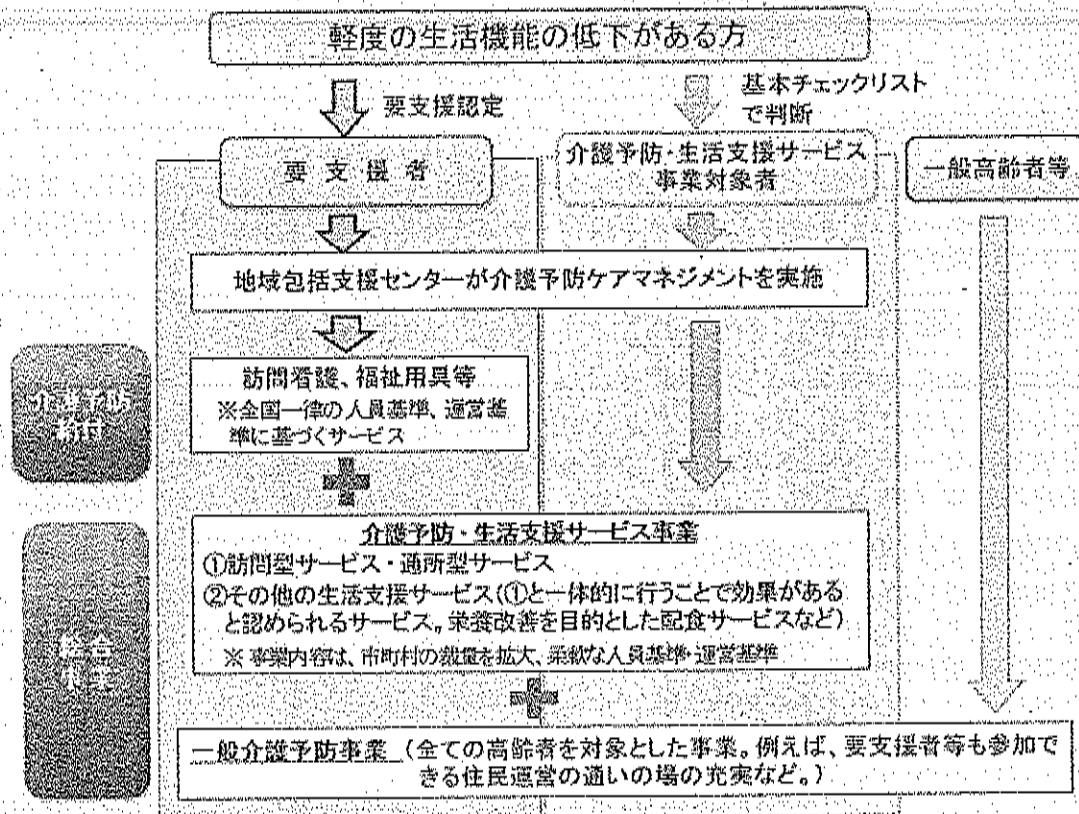 軽度の生活機能の低下がある方
要支援認定
基本チェックリスト
で判断
要支援者
介護予防・生活支援サービス
事業対象者
一般高齢者等
地域包括支援センターが介護予防ケアマネジメントを実施
介護予防
給付
訪問看護、福祉用具等
※全国一律の人員基準、運営基
準に基づくサービス
総合
事業
介護予防・生活支援サービス事業
①訪問型サービス・通所型サービス
②その他の生活支援サービス(①と一体的に行うことで効果がある
と認められるサービス。栄養改善を目的とした配食サービスなど)
※ 事業内容は、市町村の裁量を拡大、柔軟な人員基準・運営基準
一般介護予防事業 (全ての高齢者を対象とした事業。例えば、要支援者等も参加で
きる住民運営の通いの場の充実など。)